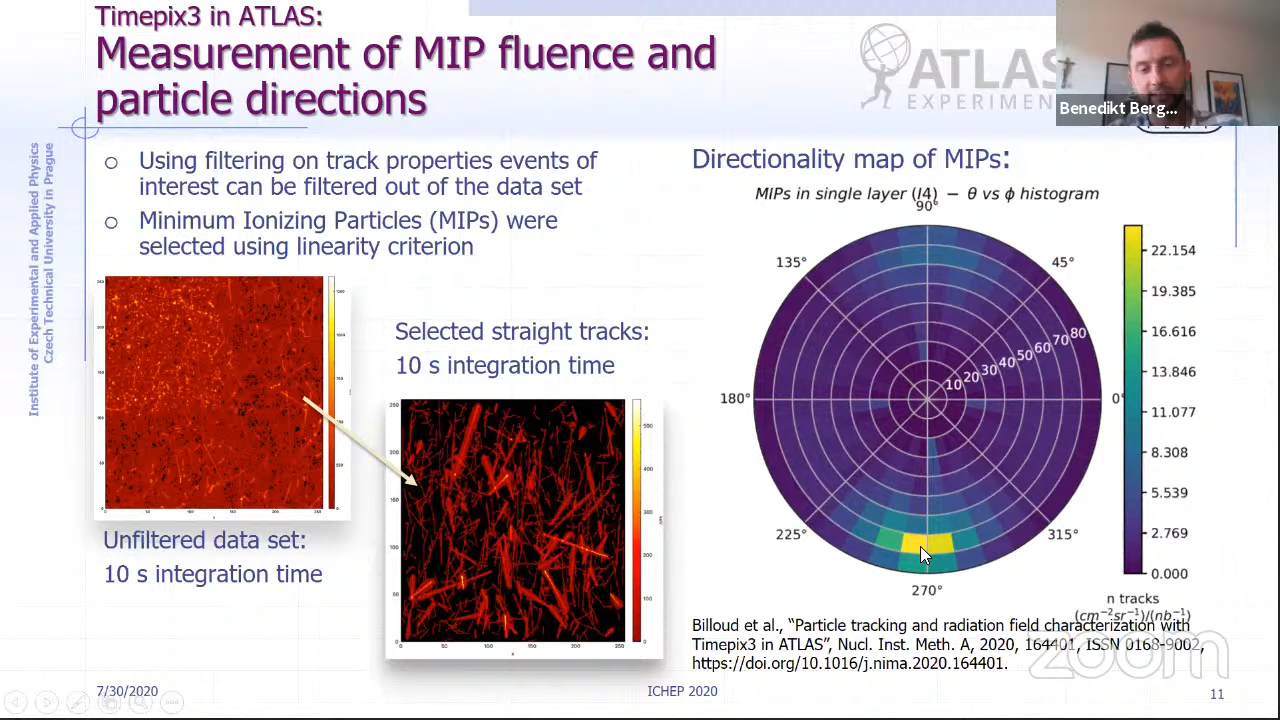 Timepix3 in ATLAS:
Measurement of MIP fluence and
particle directions
ATLAS
EXPERIMENT
Benedikt Berg...
Institute of Experimental and Applied Physics
Czech Technical University in Prague
o Using filtering on track properties events of
interest can be filtered out of the data set
o Minimum Ionizing Particles (MIPs) were
selected using linearity criterion
Unfiltered data set:
10 s integration time
Selected straight tracks:
10 s integration time
Directionality map of MIPs:
MIPs in single layer (l4) − θ vs ϕ histogram
90°
135°
45°
180°
0°
225°
315°
270°
10 20 30 40 50 60 70 80
22.154
19.385
16.616
13.846
11.077
8.308
5.539
2.769
0.000
n tracks
(cm⁻²sr⁻¹)/(nb⁻¹)
Billoud et al., “Particle tracking and radiation field characterization with
Timepix3 in ATLAS”, Nucl. Inst. Meth. A, 2020, 164401, ISSN 0168-9002,
https://doi.org/10.1016/j.nima.2020.164401.
zoom
7/30/2020
ICHEP 2020
11